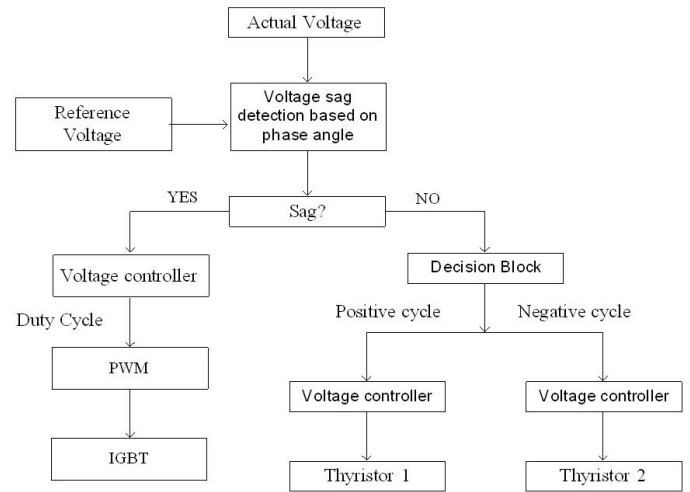 Actual Voltage
Voltage sag
detection based on
phase angle
Reference
Voltage
YES
Sag?
NO
Voltage controller
Decision Block
Duty Cycle
Positive cycle
Negative cycle
PWM
Voltage controller
Voltage controller
IGBT
Thyristor 1
Thyristor 2